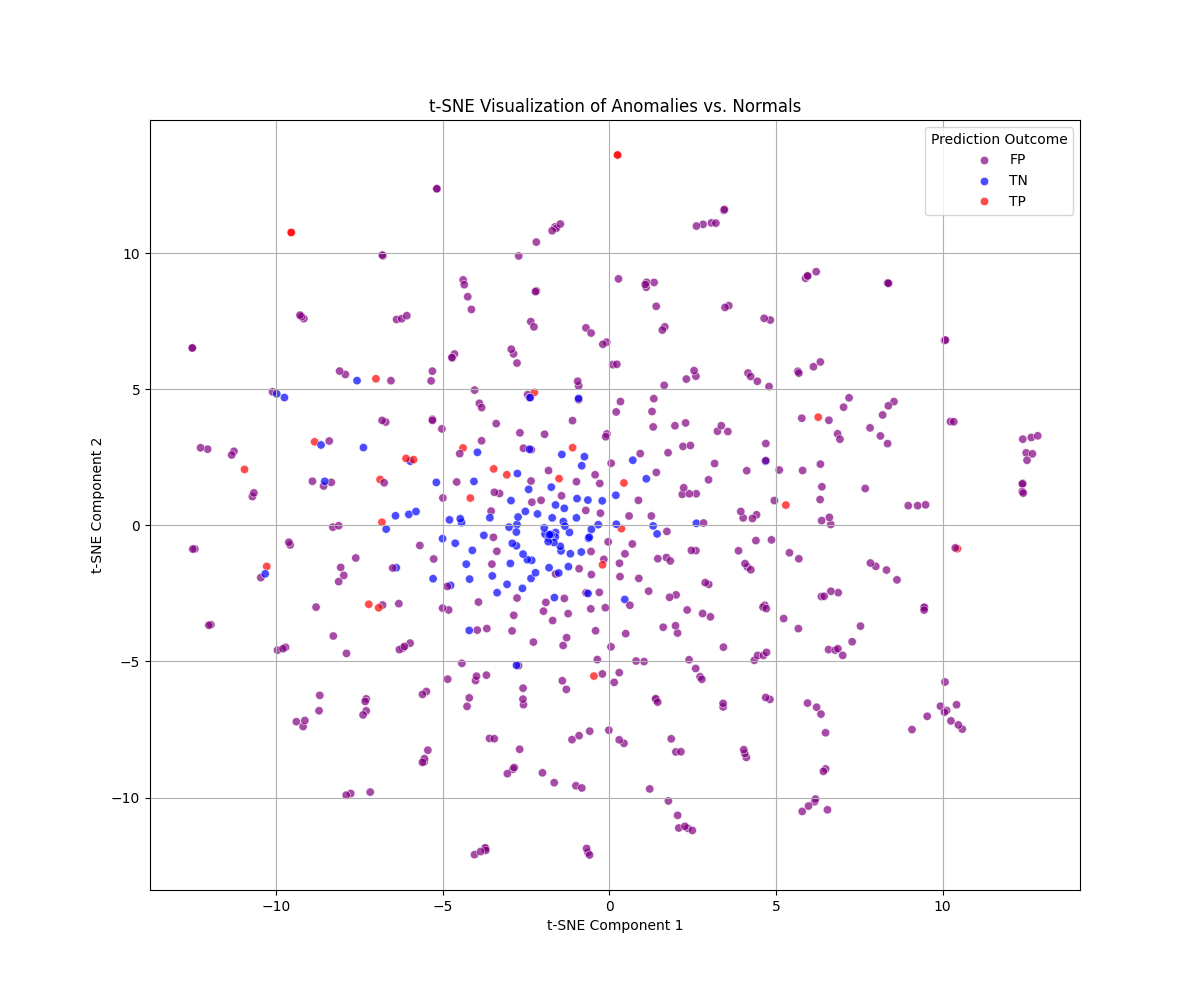 t-SNE Visualization of Anomalies vs. Normals
Prediction Outcome
FP
TN
TP
t-SNE Component 2
10
5
0
−5
−10
−10
−5
0
5
10
t-SNE Component 1